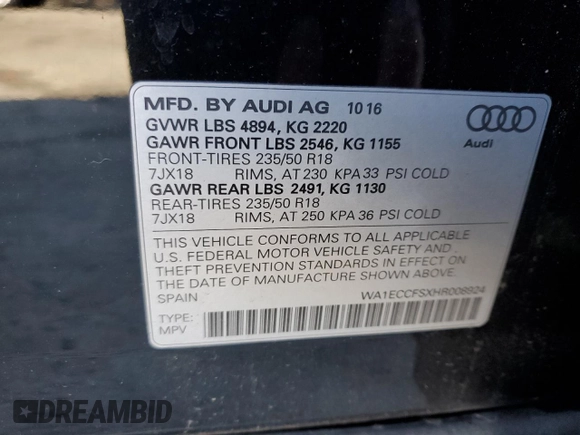 MFD. BY AUDI AG 10 16
GVWR LBS 4894, KG 2220
GAWR FRONT LBS 2546, KG 1155
FRONT-TIRES 235/50 R18
7JX18 RIMS, AT 230 KPA 33 PSI COLD
GAWR REAR LBS 2491, KG 1130
REAR-TIRES 235/50 R18
7JX18 RIMS, AT 250 KPA 36 PSI COLD
Audi
THIS VEHICLE CONFORMS TO ALL APPLICABLE
U.S. FEDERAL MOTOR VEHICLE SAFETY AND .
THEFT PREVENTION STANDARDS IN EFFECT ON
THE DATE OF MANUFACTURE SHOWN ABOVE.
SPAIN WA1ECCFSXHR008924
TYPE:
MPV
DREAMBID